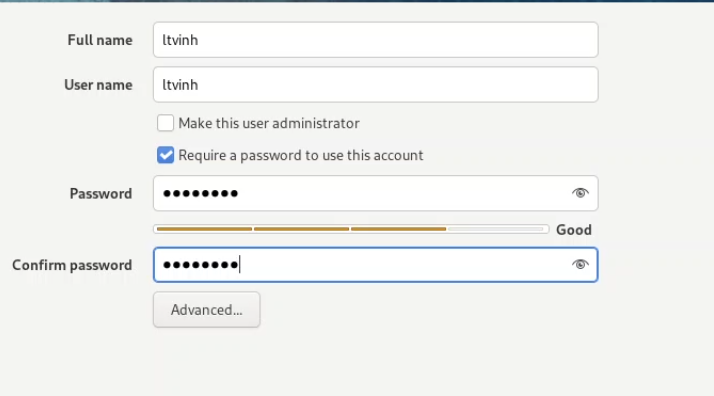 Full name ltvinh
User name ltvinh
Make this user administrator
Require a password to use this account
Password ●●●●●●●●
Good
Confirm password ●●●●●●●●
Advanced...